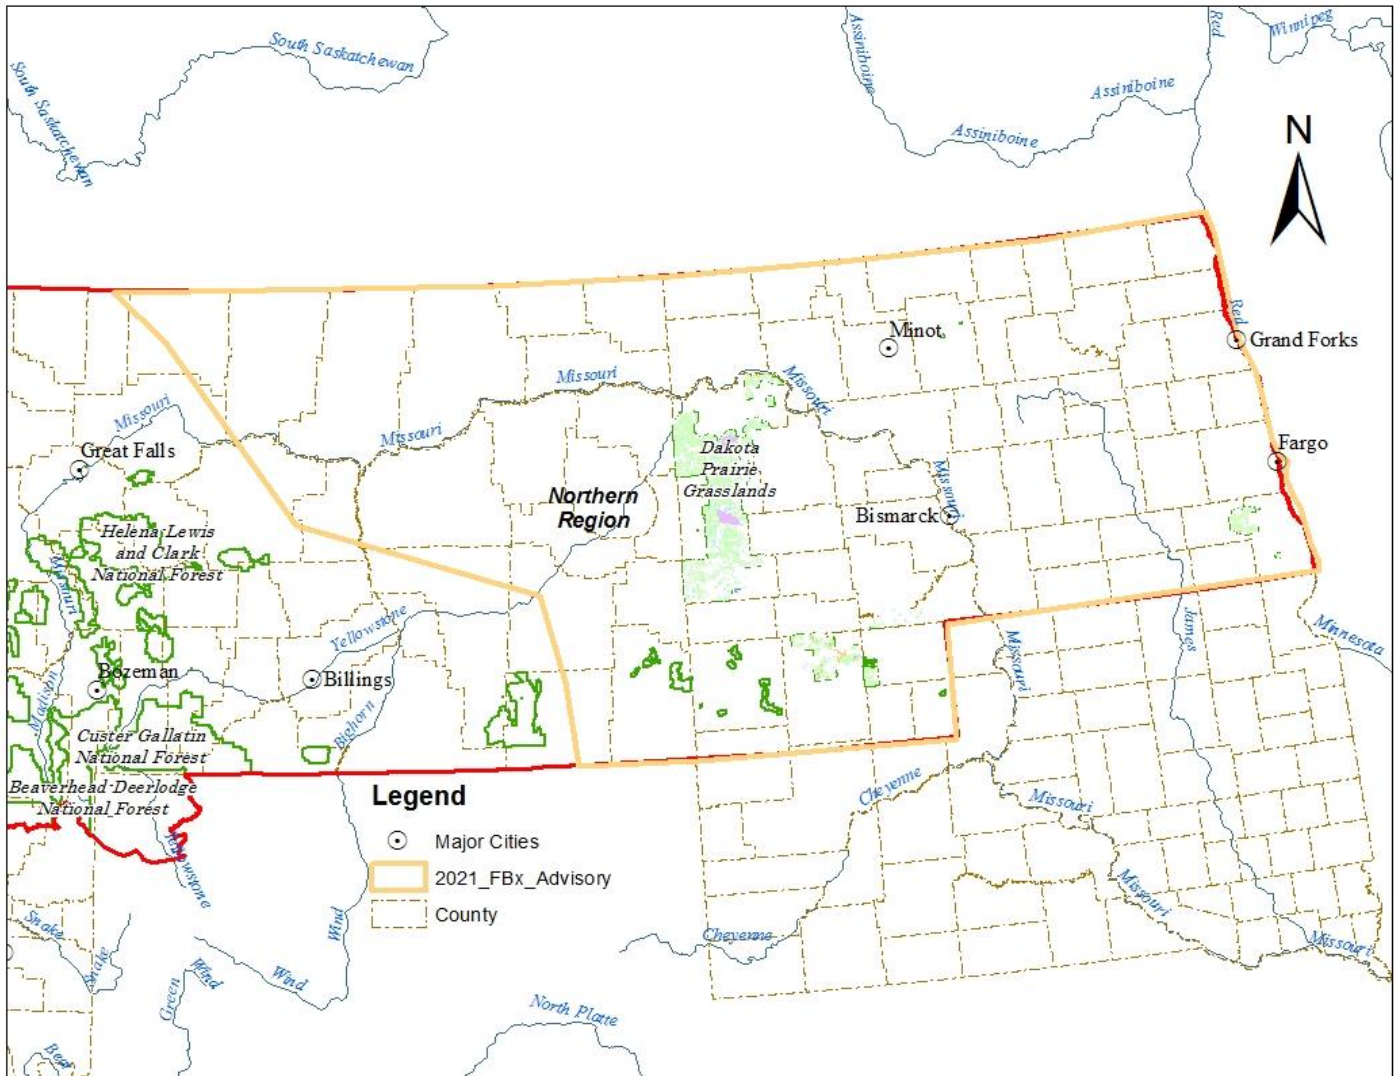 South Saskatchewan
South Saskatchewan
Assiniboine
Red
Winnipeg
Assiniboine
Assiniboine
N
Red
Minot
Grand Forks
Missouri
Missouri
Missouri
Missouri
Great Falls
Dakota
Prairie
Grasslands
Fargo
Northern
Region
Missouri
Bismarck
Helena-Lewis
and Clark
National Forest
Missouri
Yellowstone
James
Minnesota
Missouri
Bozeman
Billings
Madison
Bighorn
Custer Gallatin
National Forest
Beaverhead-Deerlodge
National Forest
Cheyenne
Missouri
Legend
Major Cities
2021_FBx_Advisory
County
Yellowstone
Missouri
Snake
Snake
Wind
Wind
Wind
Green
Cheyenne
Missouri
North Platte
Bear